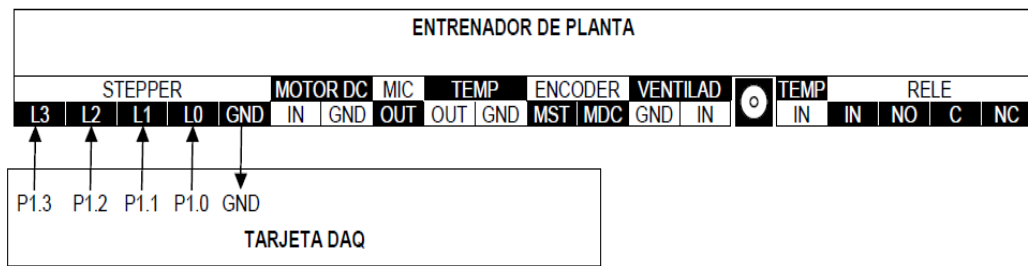 ENTRENADOR DE PLANTA
STEPPER MOTOR DC MIC TEMP ENCODER VENTILAD TEMP RELE
L3 L2 L1 L0 GND IN GND OUT OUT GND MST MDC GND IN IN IN NO C NC
P1.3 P1.2 P1.1 P1.0 GND
TARJETA DAQ